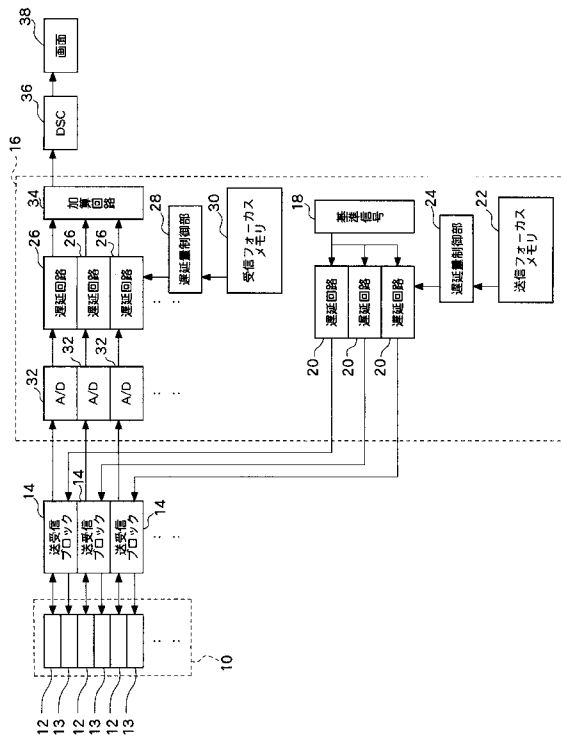 10
12
13
12
13
12
13
14
送受信
ブロック
14
送受信
ブロック
14
送受信
ブロック
16
32
A/D
32
A/D
32
A/D
26
遅延回路
26
遅延回路
26
遅延回路
34
加算回路
36
DSC
38
画面
28
遅延量制御部
30
受信フォーカス
メモリ
18
基準信号
20
遅延回路
20
遅延回路
20
遅延回路
24
遅延量制御部
22
送信フォーカス
メモリ